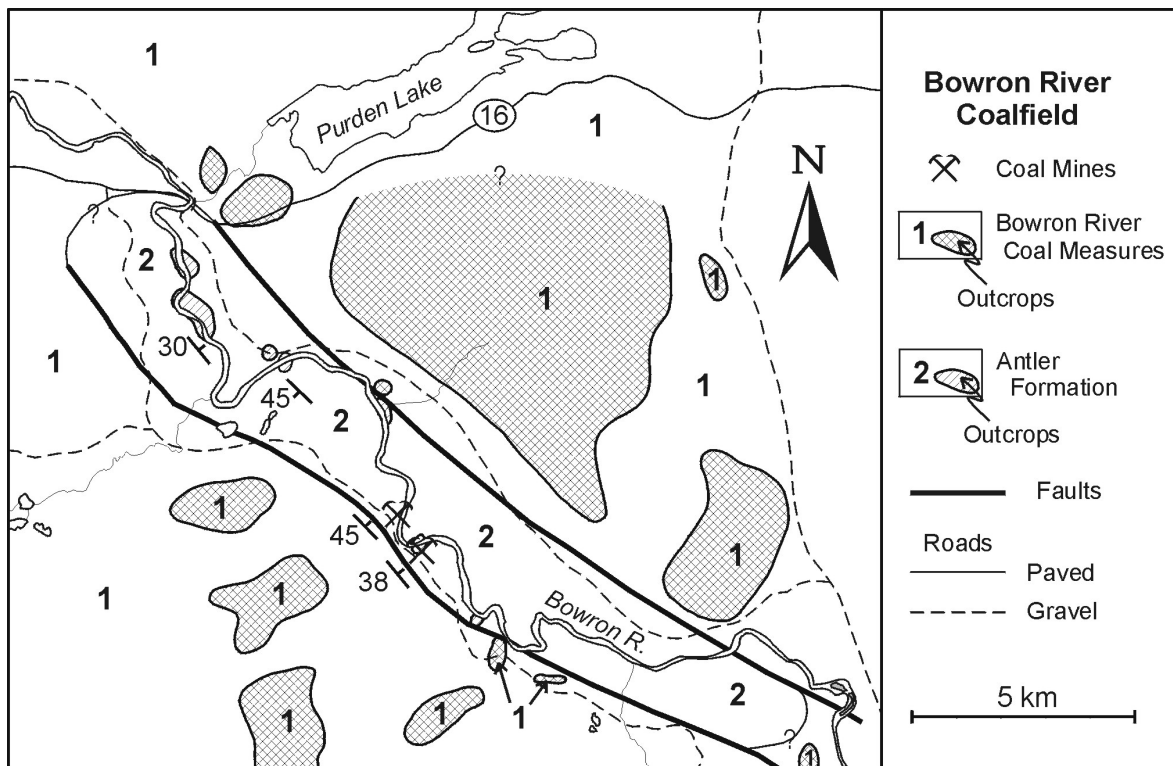 1
Purden Lake
16
1
?
N
?
2
1
1
1
30
1
45
2
1
1
45
2
1
38
1
1
Bowron R.
2
1
1
1
?
1
Bowron River
Coalfield
Coal Mines
1
Bowron River
Coal Measures
Outcrops
2
Antler
Formation
Outcrops
Faults
Roads
Paved
Gravel
5 km